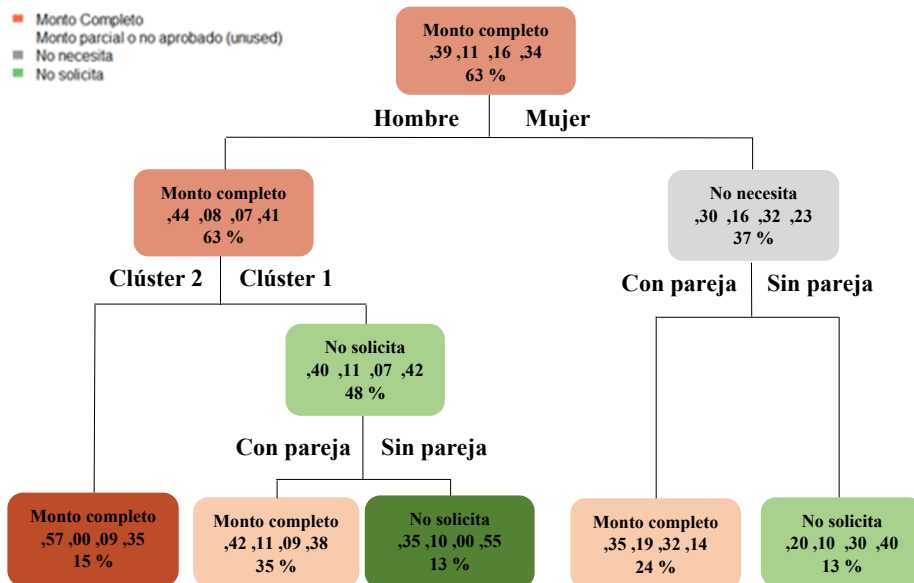 Monto Completo
Monto parcial o no aprobado (unused)
No necesita
No solicita
Monto completo
,39 ,11 ,16 ,34
63 %
Hombre Mujer
Monto completo
,44 ,08 ,07 ,41
63 %
No necesita
,30 ,16 ,32 ,23
37 %
Clúster 2 Clúster 1
Con pareja Sin pareja
No solicita
,40 ,11 ,07 ,42
48 %
Con pareja Sin pareja
Monto completo
,57 ,00 ,09 ,35
15 %
Monto completo
,42 ,11 ,09 ,38
35 %
No solicita
,35 ,10 ,00 ,55
13 %
Monto completo
,35 ,19 ,32 ,14
24 %
No solicita
,20 ,10 ,30 ,40
13 %